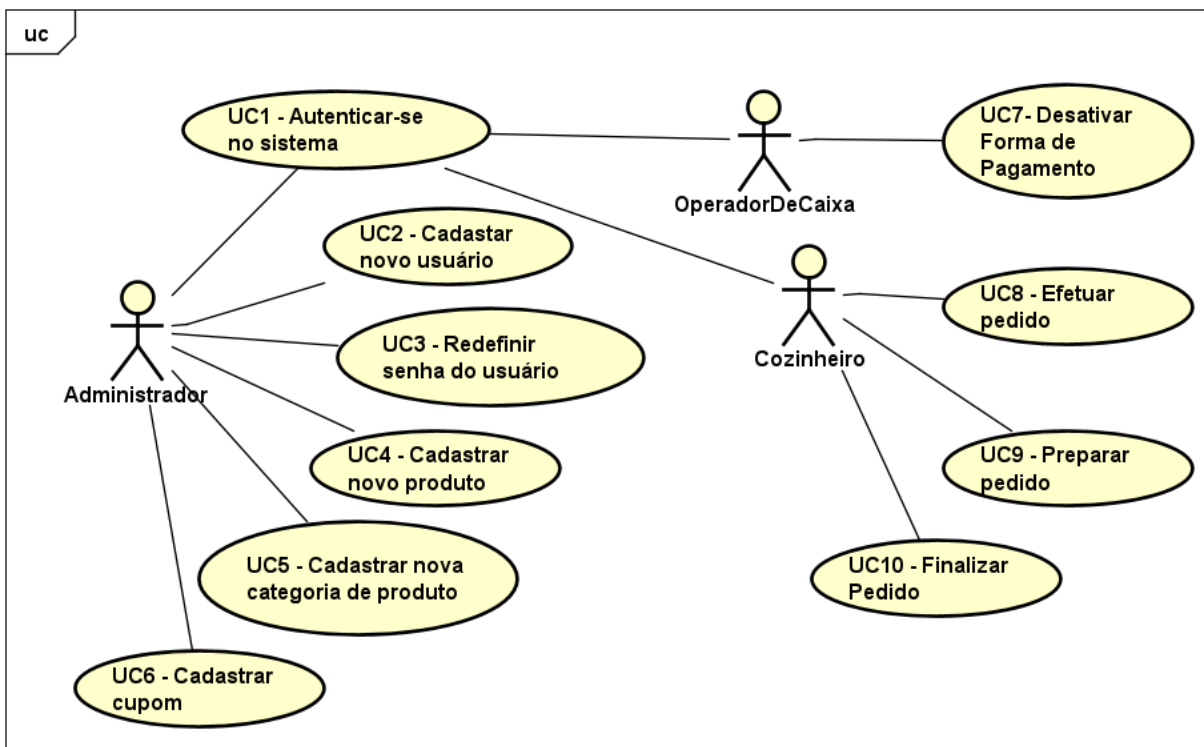 uc
UC1 - Autenticar-se
no sistema
OperadorDeCaixa
UC7- Desativar
Forma de
Pagamento
UC2 - Cadastar
novo usuário
UC3 - Redefinir
senha do usuário
Administrador
UC4 - Cadastrar
novo produto
UC5 - Cadastrar nova
categoria de produto
UC6 - Cadastrar
cupom
Cozinheiro
UC8 - Efetuar
pedido
UC9 - Preparar
pedido
UC10 - Finalizar
Pedido